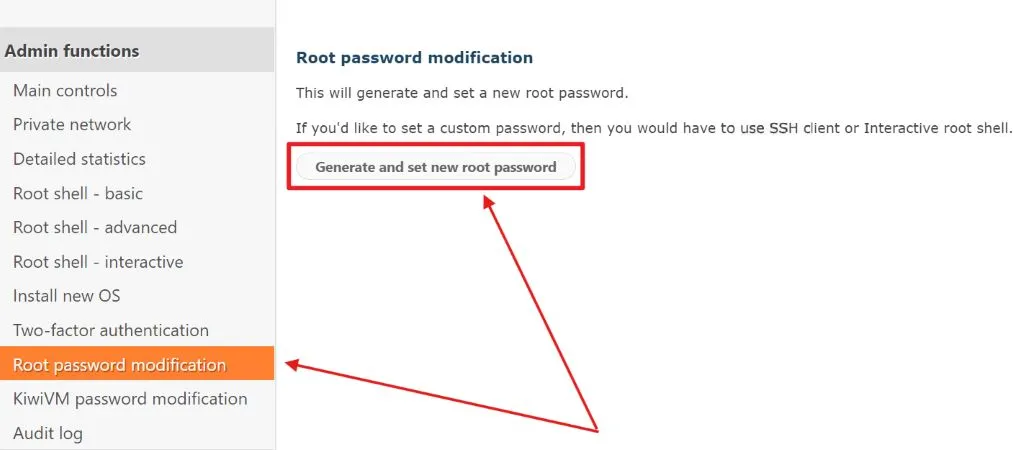 Admin functions
Main controls
Private network
Detailed statistics
Root shell - basic
Root shell - advanced
Root shell - interactive
Install new OS
Two-factor authentication
Root password modification
KiwiVM password modification
Audit log
Root password modification
This will generate and set a new root password.
If you'd like to set a custom password, then you would have to use SSH client or Interactive root shell.
Generate and set new root password